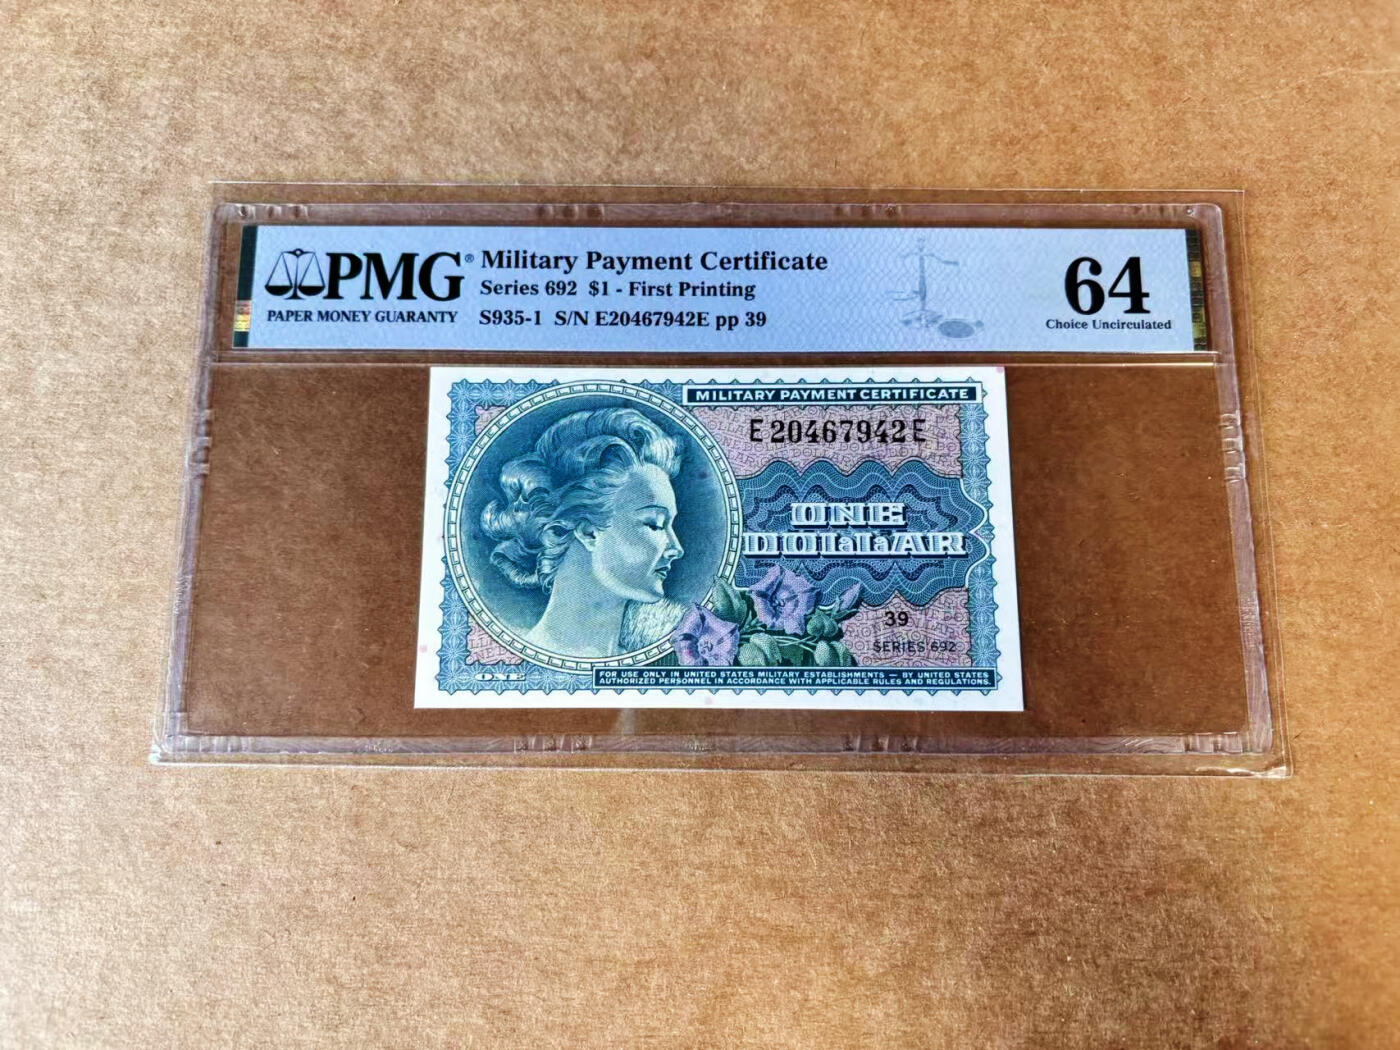 PMG®
PAPER MONEY GUARANTY
Military Payment Certificate
Series 692 $1 - First Printing
S935-1 S/N E20467942E pp 39
64
Choice Uncirculated
MILITARY PAYMENT CERTIFICATE
E20467942E
ONE
DOLLAR
39
SERIES 692
ONE
FOR USE ONLY IN UNITED STATES MILITARY ESTABLISHMENTS — BY UNITED STATES
AUTHORIZED PERSONNEL IN ACCORDANCE WITH APPLICABLE RULES AND REGULATIONS.